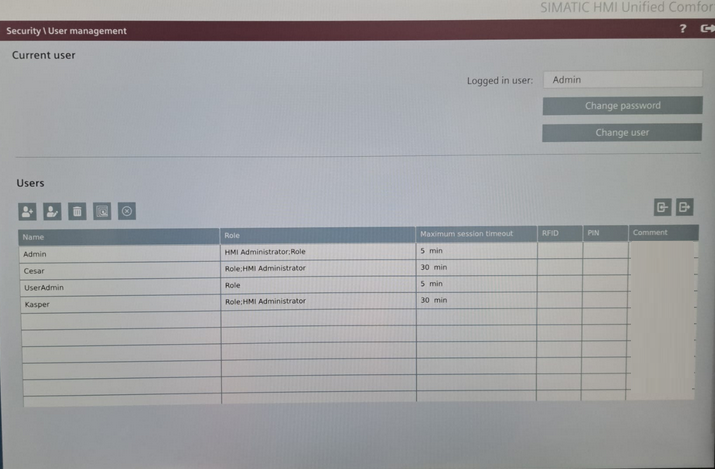 SIMATIC HMI Unified Comfor
Security \ User management ?
Current user
Logged in user: Admin
Change password
Change user
Users
Name Role Maximum session timeout RFID PIN Comment
Admin HMI Administrator;Role 5 min
Cesar Role;HMI Administrator 30 min
UserAdmin Role 5 min
Kasper Role;HMI Administrator 30 min